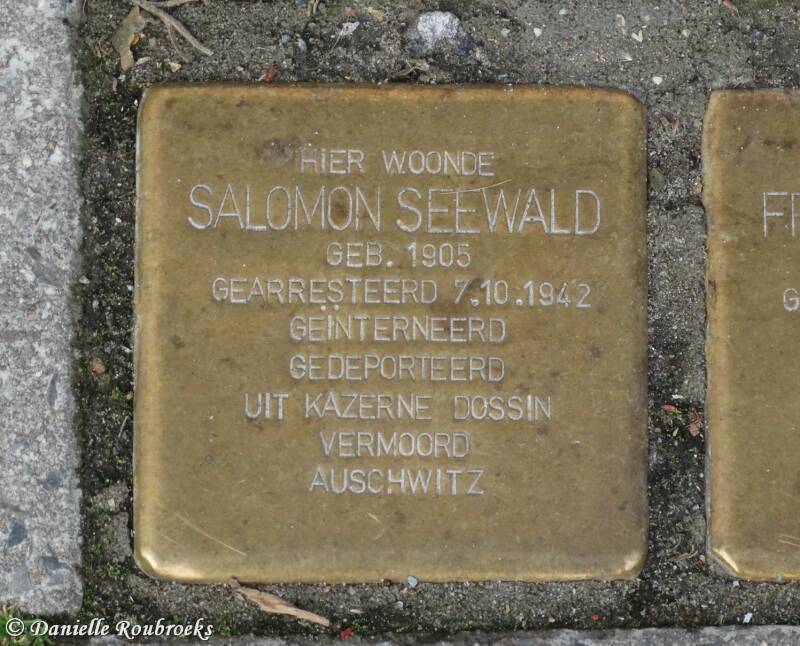 HIER WOONDE
SALOMON SEEWALD
GEB. 1905
GEARRESTEERD 7.10.1942
GEÏNTERNEERD
GEDEPORTEERD
UIT KAZERNE DOSSIN
VERMOORD
AUSCHWITZ
© Danielle Roubroeks